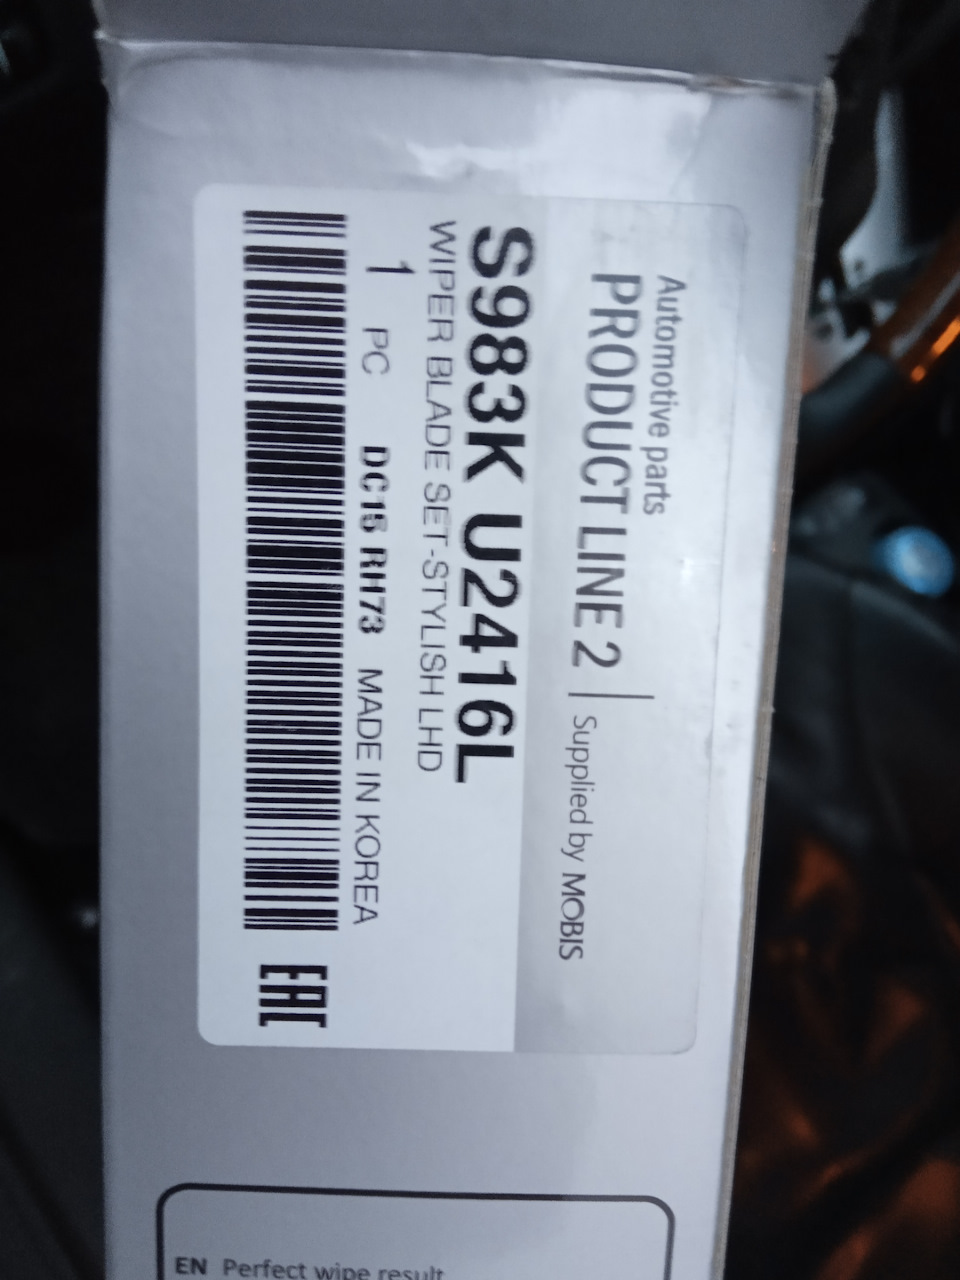 Automotive parts
PRODUCT LINE 2 | Supplied by MOBIS
S983K U2416L
WIPER BLADE SET-STYLISH LHD
1 PC DC15 RH73 MADE IN KOREA
EAC
EN Perfect wipe result